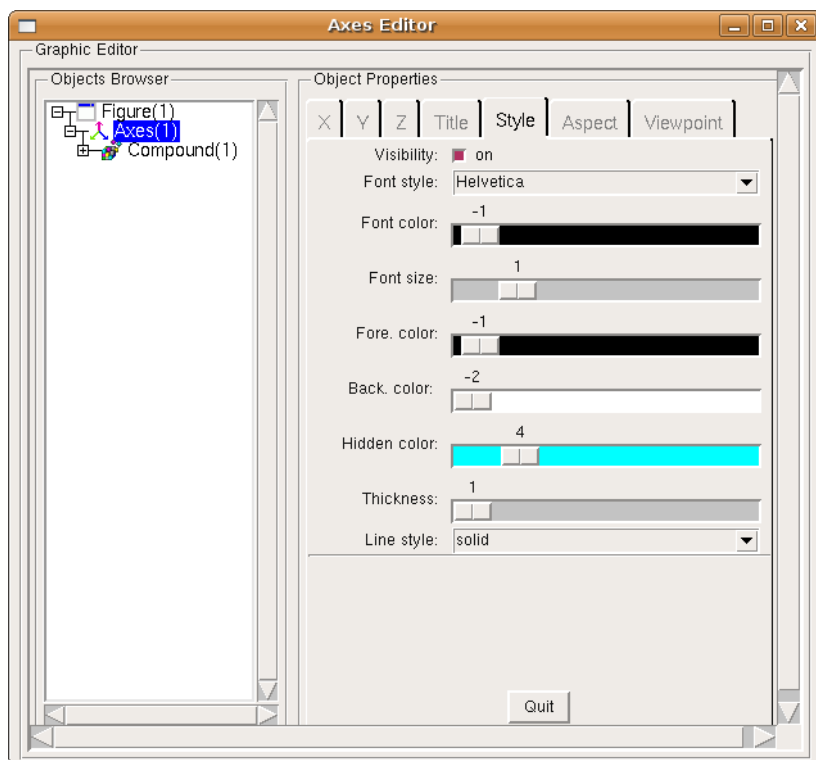 Axes Editor
Graphic Editor
Objects Browser
Figure(1)
Axes(1)
Compound(1)
Object Properties
X Y Z Title Style Aspect Viewpoint
Visibility: on
Font style: Helvetica
-1
Font color:
1
Font size:
-1
Fore. color:
-2
Back. color:
4
Hidden color:
1
Thickness:
Line style: solid
Quit